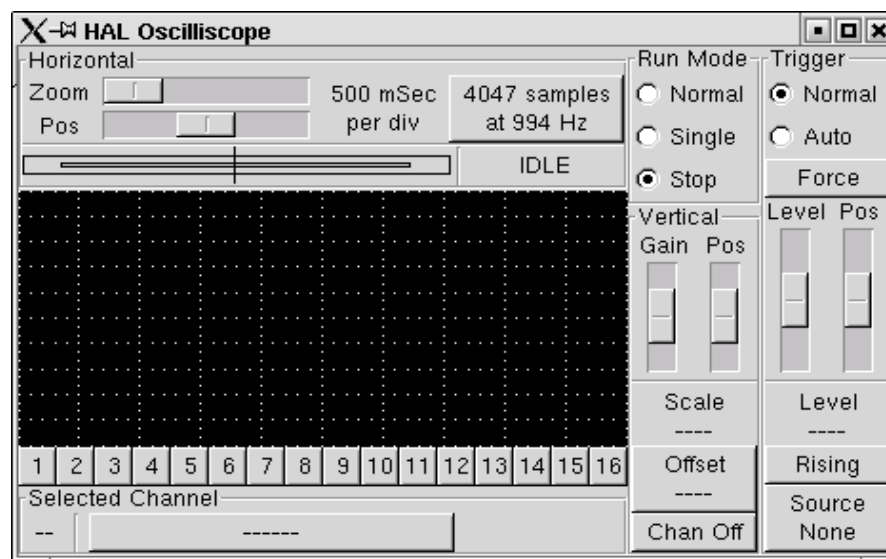 HAL Oscilliscope
Horizontal
Zoom
Pos
500 mSec
per div
4047 samples
at 994 Hz
IDLE
Run Mode
Normal
Single
Stop
Trigger
Normal
Auto
Force
Level Pos
Vertical
Gain Pos
Scale
----
Offset
----
Chan Off
Level
----
Rising
Source
None
1 2 3 4 5 6 7 8 9 10 11 12 13 14 15 16
Selected Channel
--
------